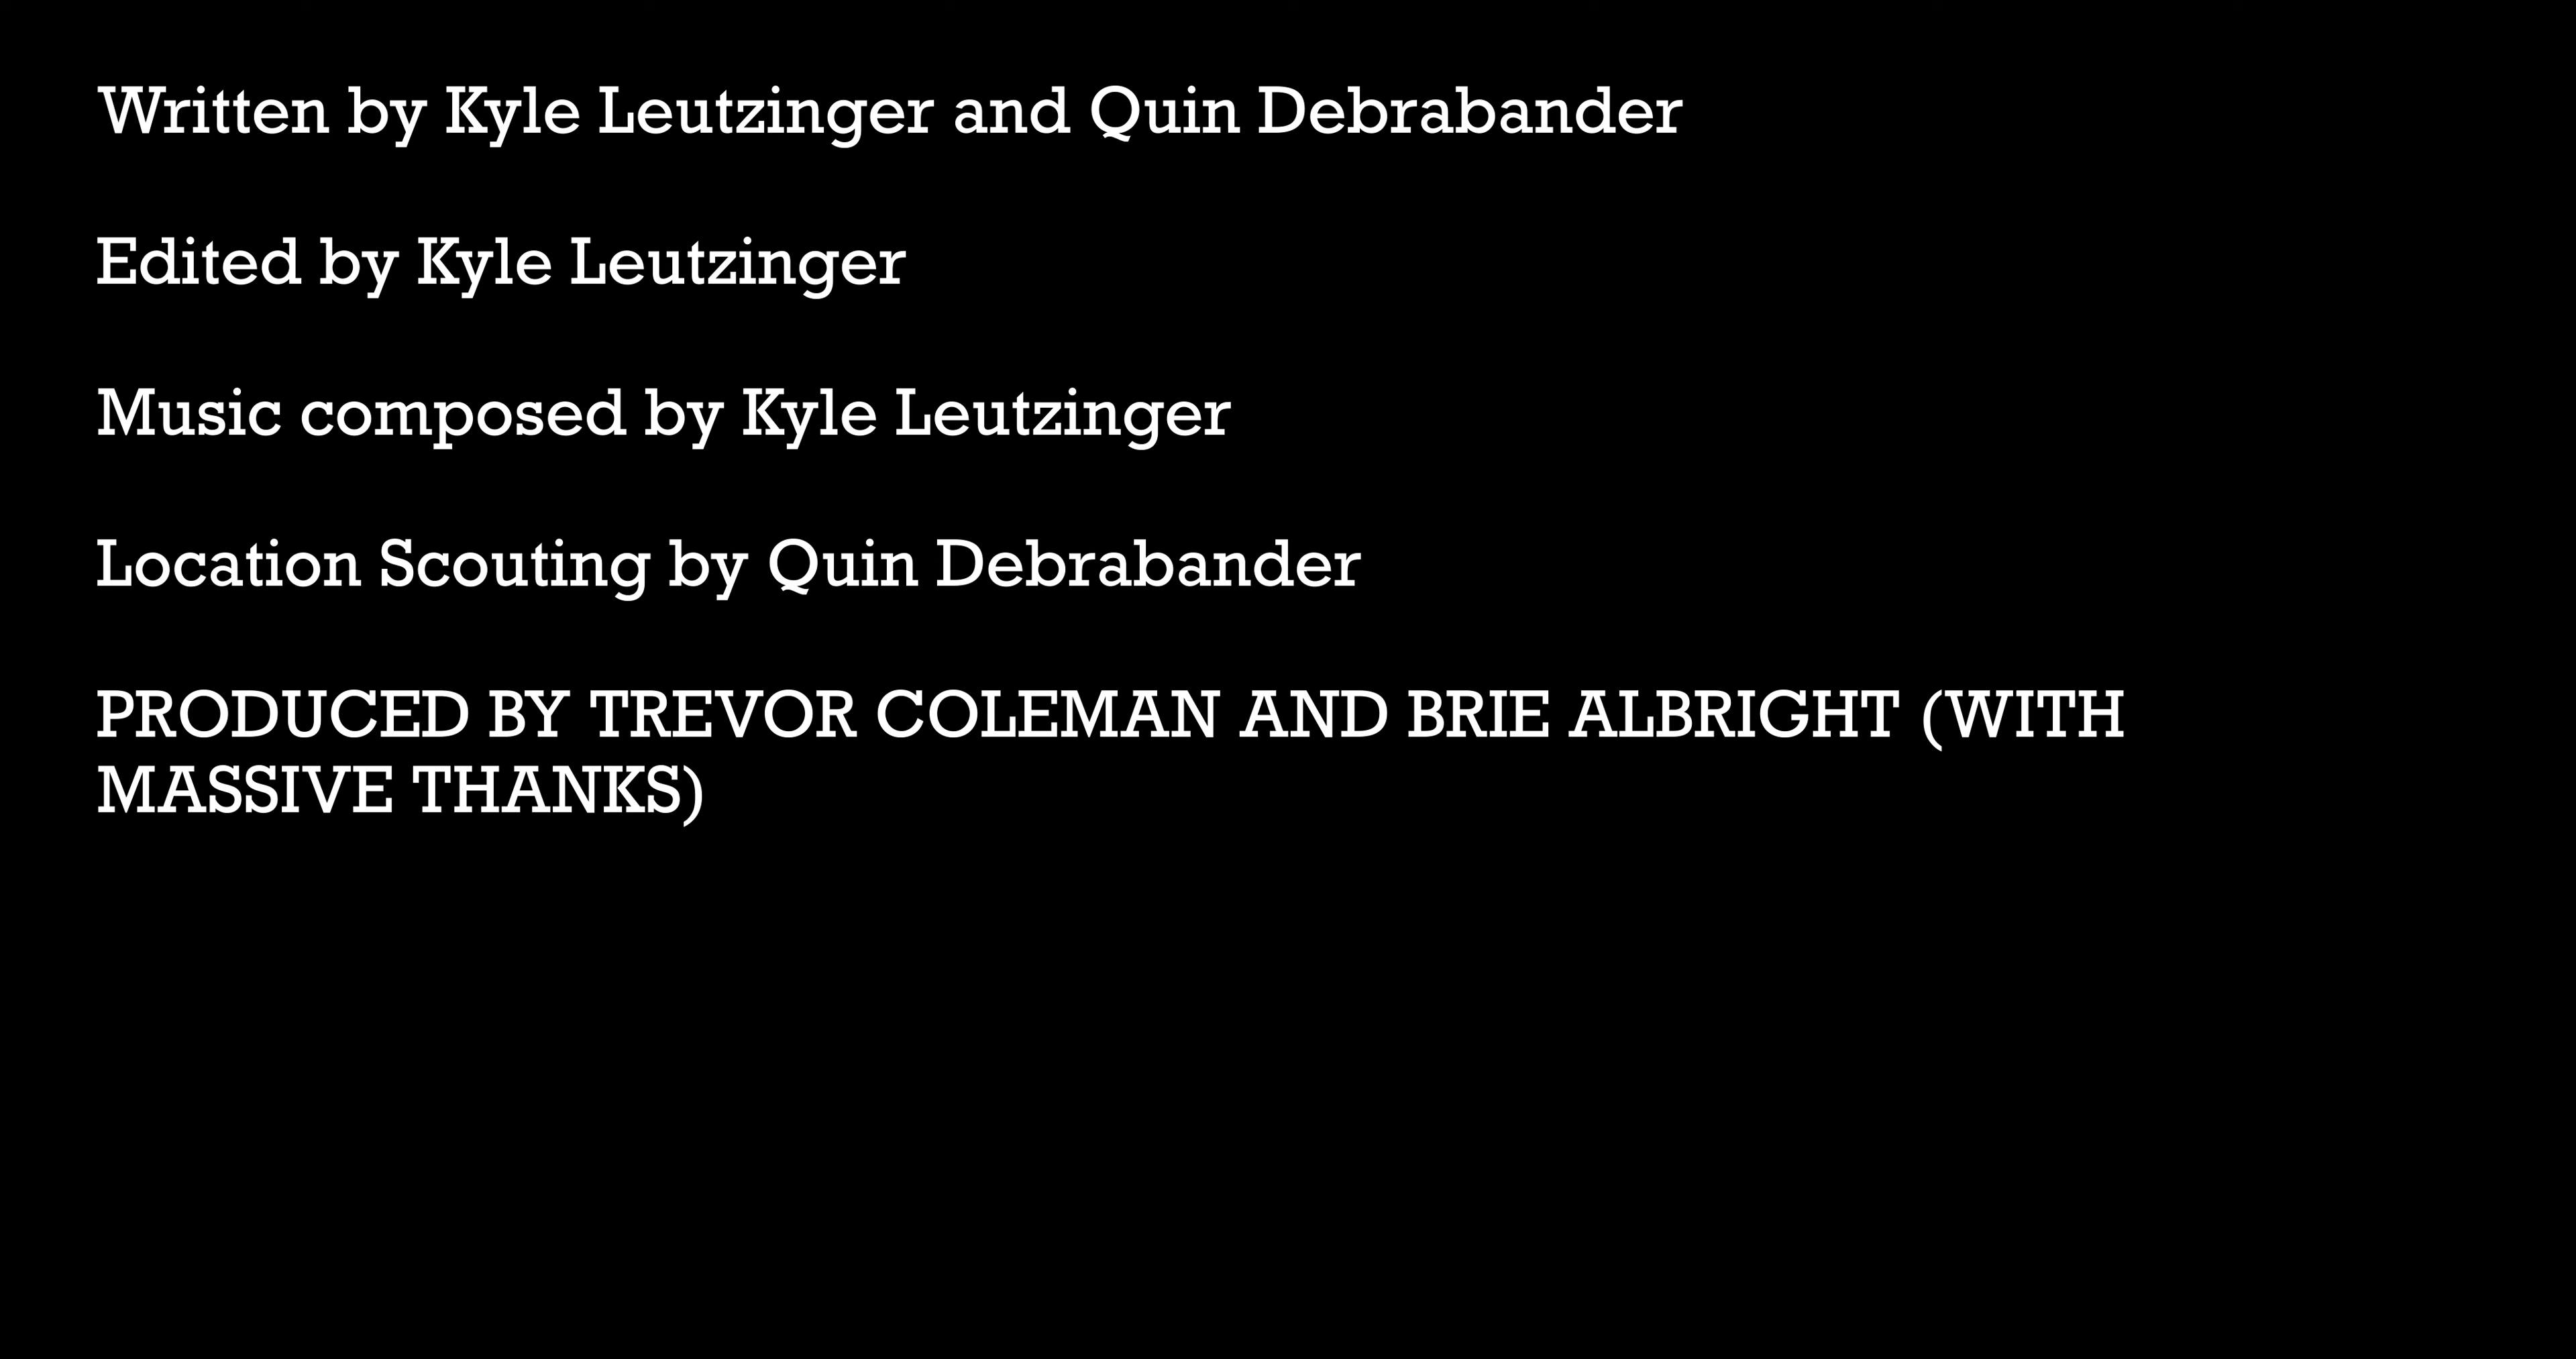 Written by Kyle Leutzinger and Quin Debrabander
Edited by Kyle Leutzinger
Music composed by Kyle Leutzinger
Location Scouting by Quin Debrabander
PRODUCED BY TREVOR COLEMAN AND BRIE ALBRIGHT (WITH
MASSIVE THANKS)